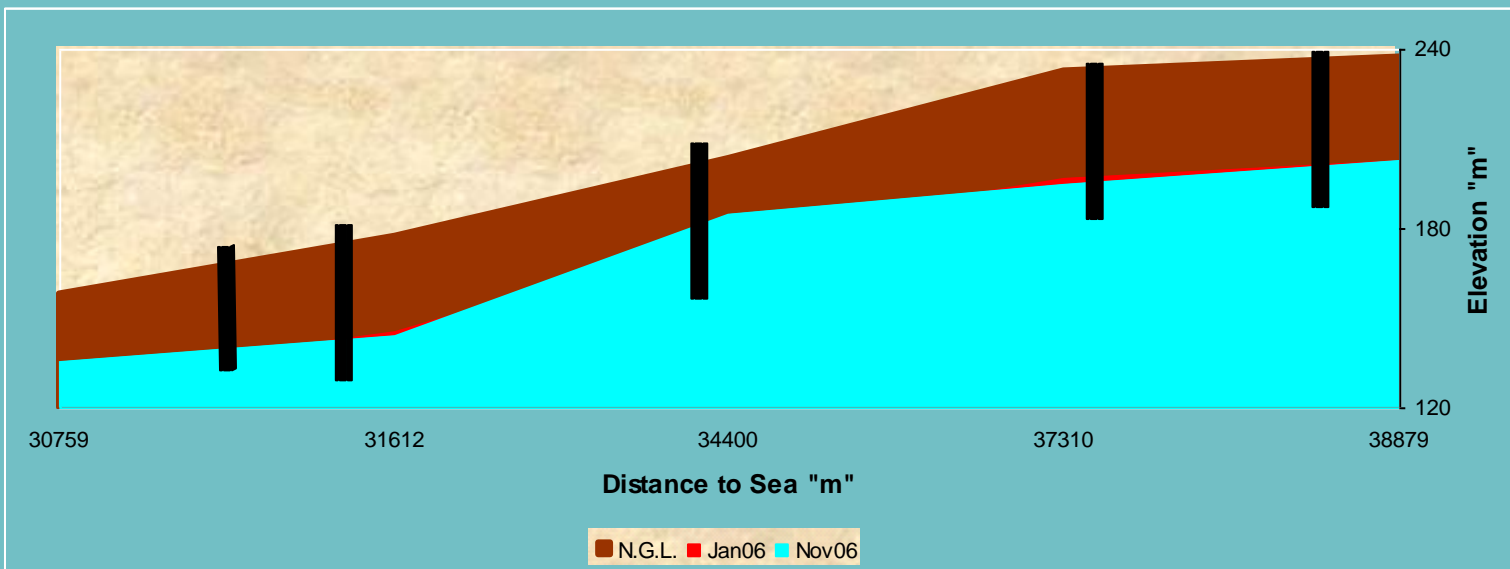 240
180
Elevation "m"
120
30759 31612 34400 37310 38879
Distance to Sea "m"
N.G.L. Jan06 Nov06